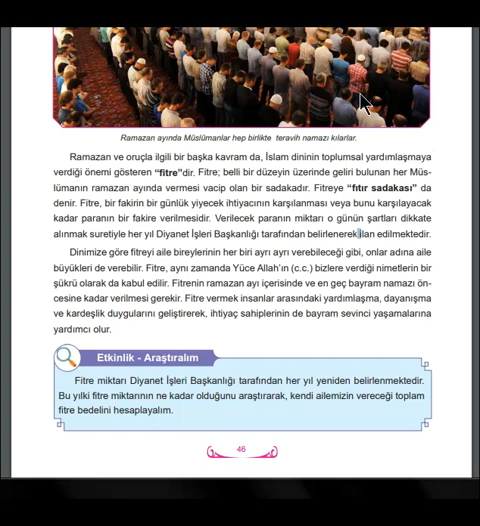 Ramazan ayında Müslümanlar hep birlikte teravih namazı kılarlar.
Ramazan ve oruçla ilgili bir başka kavram da, İslam dininin toplumsal yardımlaşmaya
verdiği önemi gösteren “fitre”dir. Fitre; belli bir düzeyin üzerinde geliri bulunan her Müs-
lümanın ramazan ayında vermesi vacip olan bir sadakadır. Fitreye “fıtır sadakası” da
denir. Fitre, bir fakirin bir günlük yiyecek ihtiyacının karşılanması veya bunu karşılayacak
kadar paranın bir fakire verilmesidir. Verilecek paranın miktarı o günün şartları dikkate
alınmak suretiyle her yıl Diyanet İşleri Başkanlığı tarafından belirlenerek ilan edilmektedir.
Dinimize göre fitreyi aile bireylerinin her biri ayrı ayrı verebileceği gibi, onlar adına aile
büyükleri de verebilir. Fitre, aynı zamanda Yüce Allah’ın (c.c.) bizlere verdiği nimetlerin bir
şükrü olarak da kabul edilir. Fitrenin ramazan ayı içerisinde ve en geç bayram namazı ön-
cesine kadar verilmesi gerekir. Fitre vermek insanlar arasındaki yardımlaşma, dayanışma
ve kardeşlik duygularını geliştirerek, ihtiyaç sahiplerinin de bayram sevinci yaşamalarına
yardımcı olur.
Etkinlik - Araştıralım
Fitre miktarı Diyanet İşleri Başkanlığı tarafından her yıl yeniden belirlenmektedir.
Bu yılki fitre miktarının ne kadar olduğunu araştırarak, kendi ailemizin vereceği toplam
fitre bedelini hesaplayalım.
46